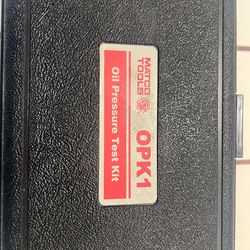 MATCO
TOOLS
OPK1
Oil Pressure Test Kit